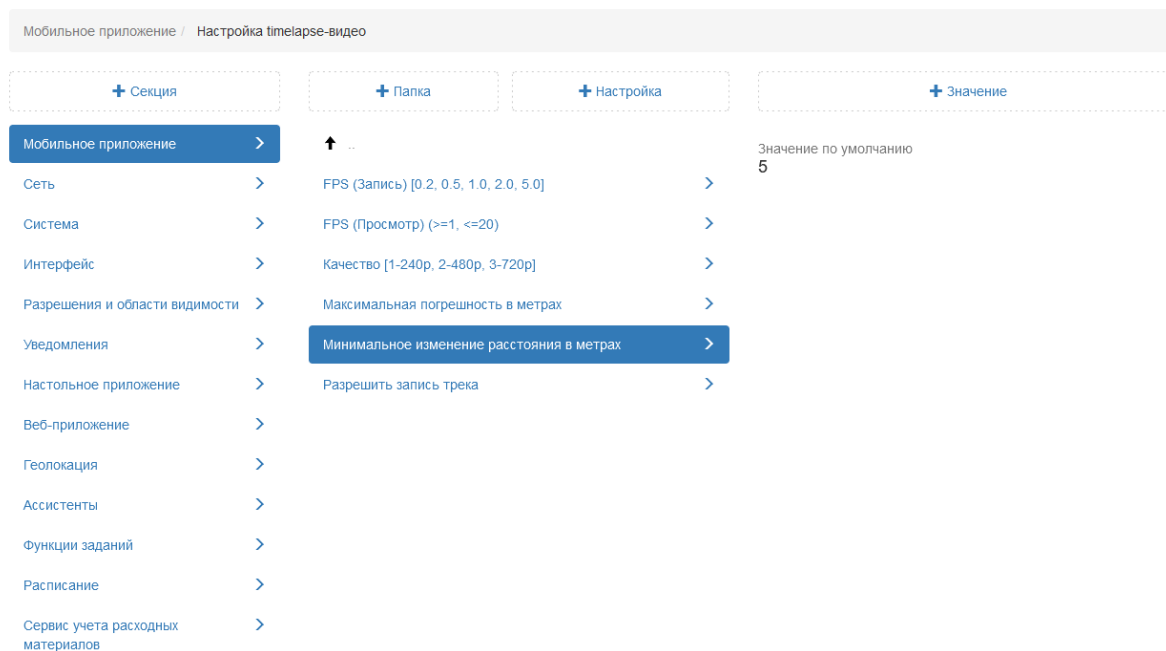 Мобильное приложение / Настройка timelapse-видео
Секция
Папка
Настройка
Значение
Мобильное приложение
Сеть
Система
Интерфейс
Разрешения и области видимости
Уведомления
Настольное приложение
Веб-приложение
Геолокация
Ассистенты
Функции заданий
Расписание
Сервис учета расходных
материалов
..
FPS (Запись) [0.2, 0.5, 1.0, 2.0, 5.0]
FPS (Просмотр) (>=1, <=20)
Качество [1-240p, 2-480p, 3-720p]
Максимальная погрешность в метрах
Минимальное изменение расстояния в метрах
Разрешить запись трека
Значение по умолчанию
5